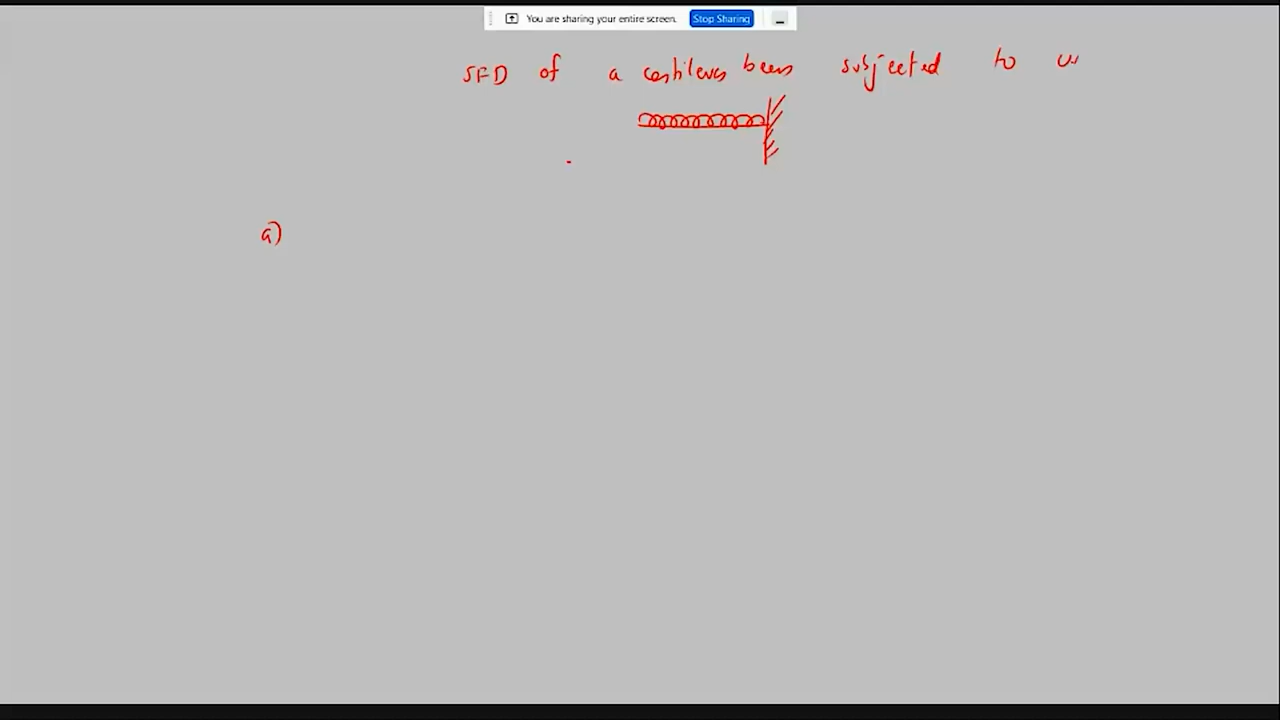 You are sharing your entire screen. Stop Sharing
SFD of a cantilever beam subjected to
a)